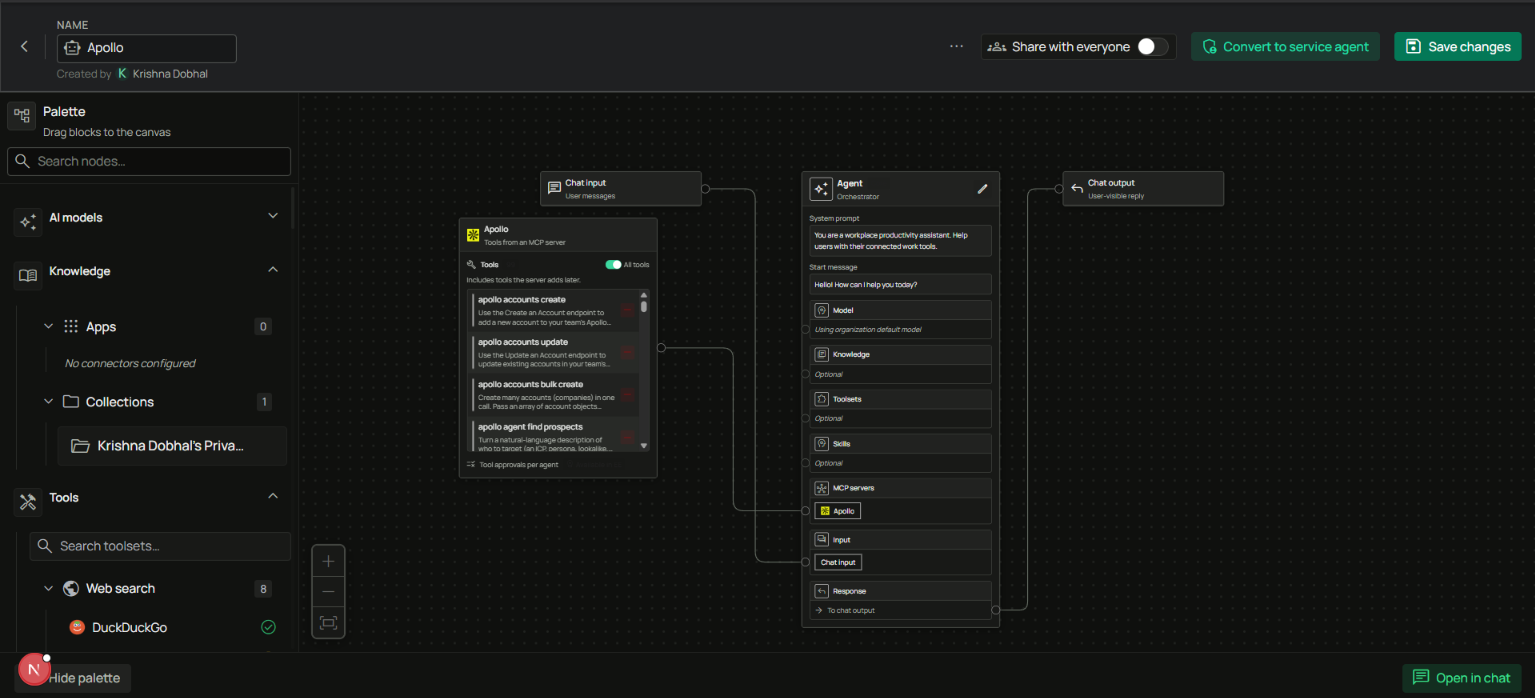 NAME
Apollo
Created by K Krishna Dobhal
Share with everyone
Convert to service agent
Save changes
Palette
Drag blocks to the canvas
Search nodes...
AI models
Knowledge
Apps
0
No connectors configured
Collections
1
Krishna Dobhal's Priva...
Tools
Search toolsets...
Web search
8
DuckDuckGo
N
Hide palette
Chat input
User messages
Apollo
Tools from an MCP server
Tools
All tools
Includes tools the server adds later.
apollo accounts create
Use the Create an Account endpoint to
add a new account to your team's Apollo...
apollo accounts update
Use the Update an Account endpoint to
update existing accounts in your team's...
apollo accounts bulk create
Create many accounts (companies) in one
call. Pass an array of account objects...
apollo agent find prospects
Turn a natural-language description of
who to target (an ICP, persona, lookalike
Tool approvals per agent
Agent
Orchestrator
System prompt
You are a workplace productivity assistant. Help
users with their connected work tools.
Start message
Hello! How can I help you today?
Model
Using organization default model
Knowledge
Optional
Toolsets
Optional
Skills
Optional
MCP servers
Apollo
Input
Chat input
Response
To chat output
Chat output
User-visible reply
Open in chat